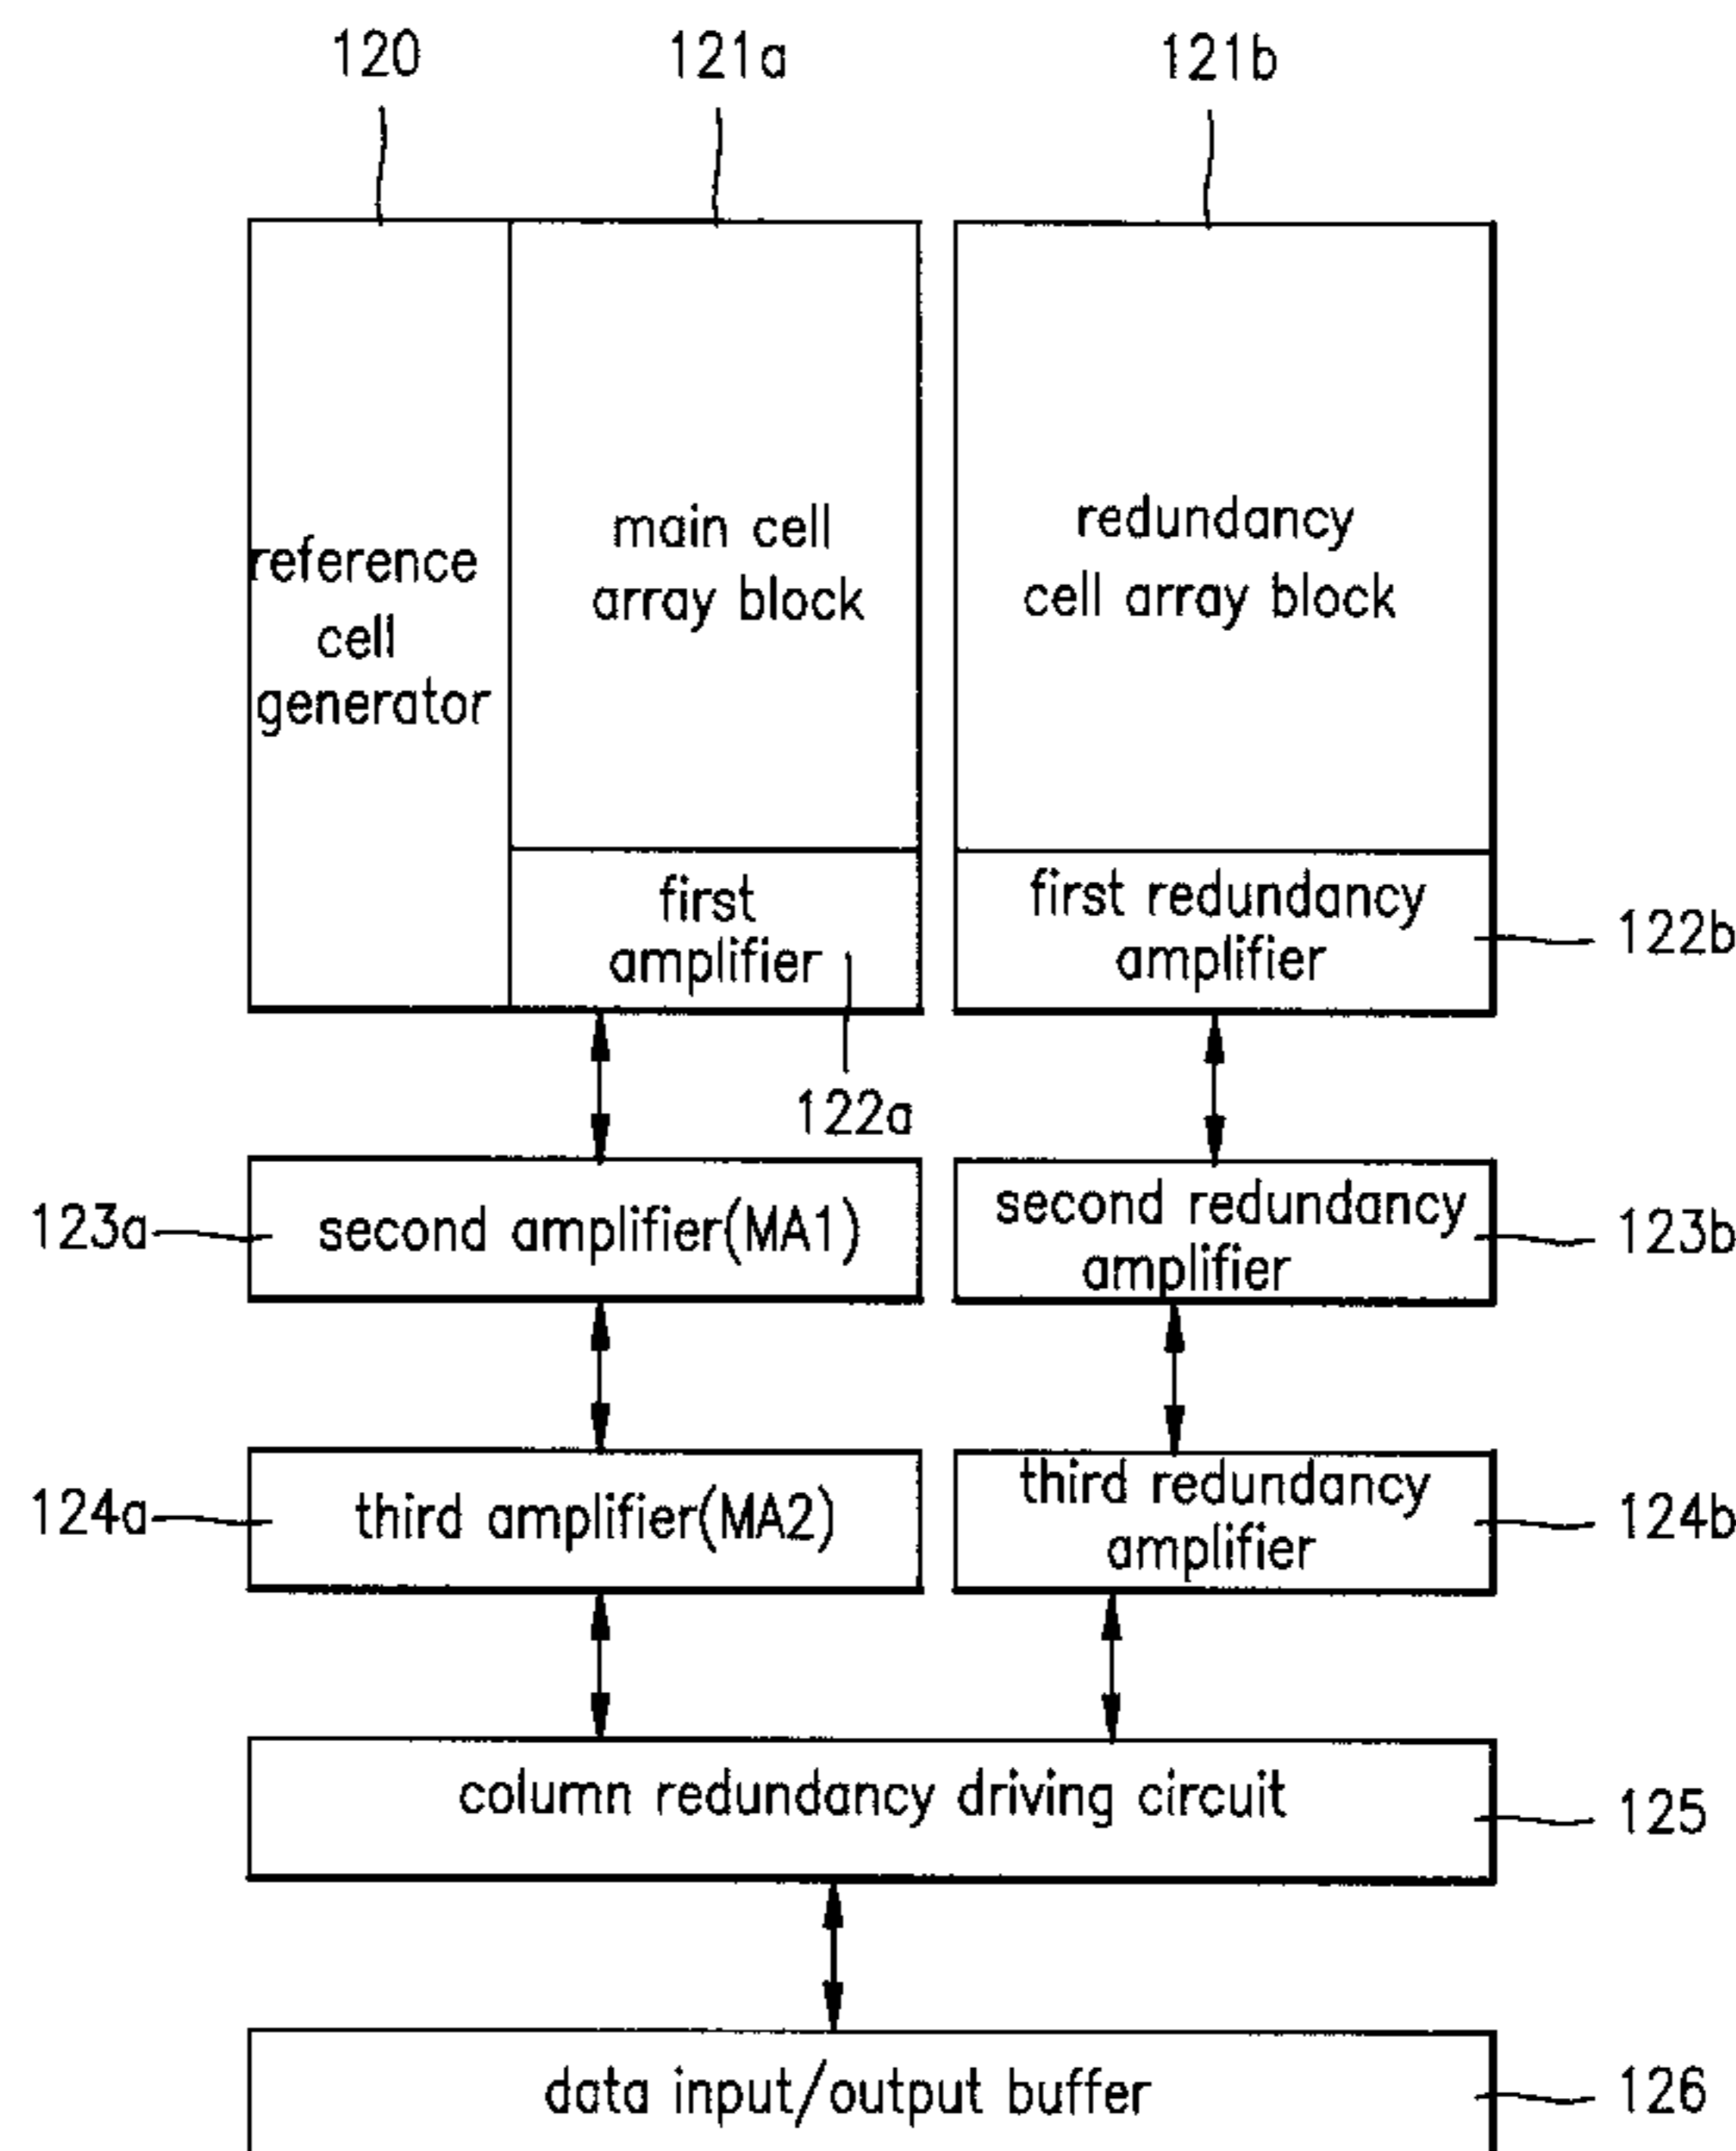 120
121a
121b
reference
cell
generator
main cell
array block
redundancy
cell array block
first
amplifier
first redundancy
amplifier
122b
122a
123a
second amplifier(MA1)
second redundancy
amplifier
123b
124a
third amplifier(MA2)
third redundancy
amplifier
124b
column redundancy driving circuit
125
data input/output buffer
126